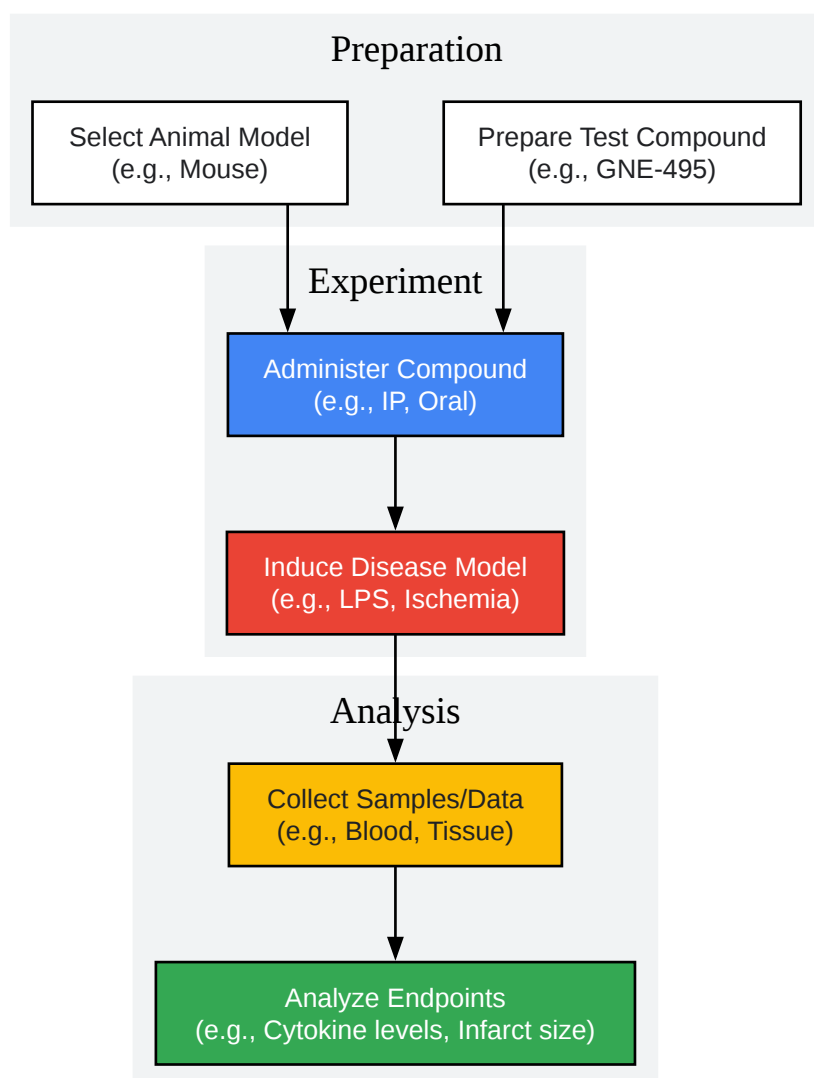 Preparation
Select Animal Model
(e.g., Mouse)
Prepare Test Compound
(e.g., GNE-495)
Experiment
Administer Compound
(e.g., IP, Oral)
Induce Disease Model
(e.g., LPS, Ischemia)
Analysis
Collect Samples/Data
(e.g., Blood, Tissue)
Analyze Endpoints
(e.g., Cytokine levels, Infarct size)